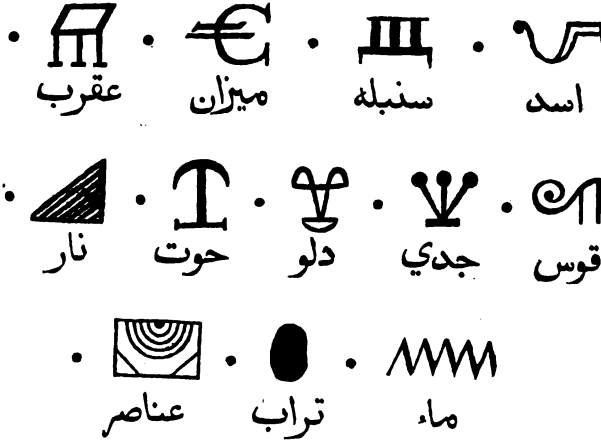 اسد سنبله ميزان عقرب
قوس جدي دلو حوت نار
ماء تراب عناصر